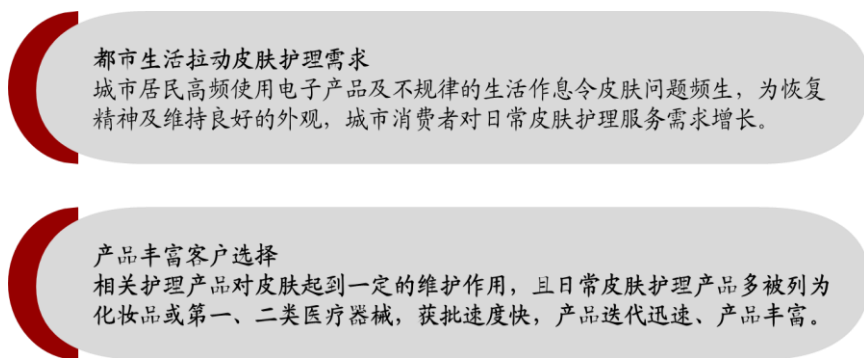 都市生活拉动皮肤护理需求
城市居民高频使用电子产品及不规律的生活作息令皮肤问题频生，为恢复
精神及维持良好的外观，城市消费者对日常皮肤护理服务需求增长。
产品丰富客户选择
相关护理产品对皮肤起到一定的维护作用，且日常皮肤护理产品多被列为
化妆品或第一、二类医疗器械，获批速度快，产品迭代迅速、产品丰富。